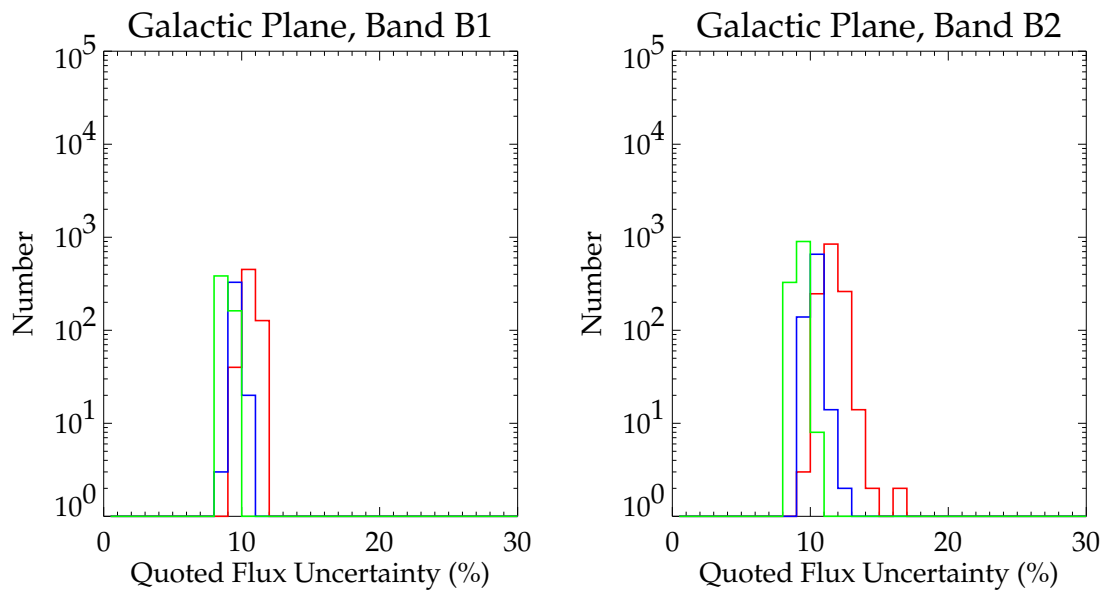 Galactic Plane, Band B1
10^5
10^4
10^3
10^2
10^1
10^0
Number
0 10 20 30
Quoted Flux Uncertainty (%)
Galactic Plane, Band B2
10^5
10^4
10^3
10^2
10^1
10^0
Number
0 10 20 30
Quoted Flux Uncertainty (%)